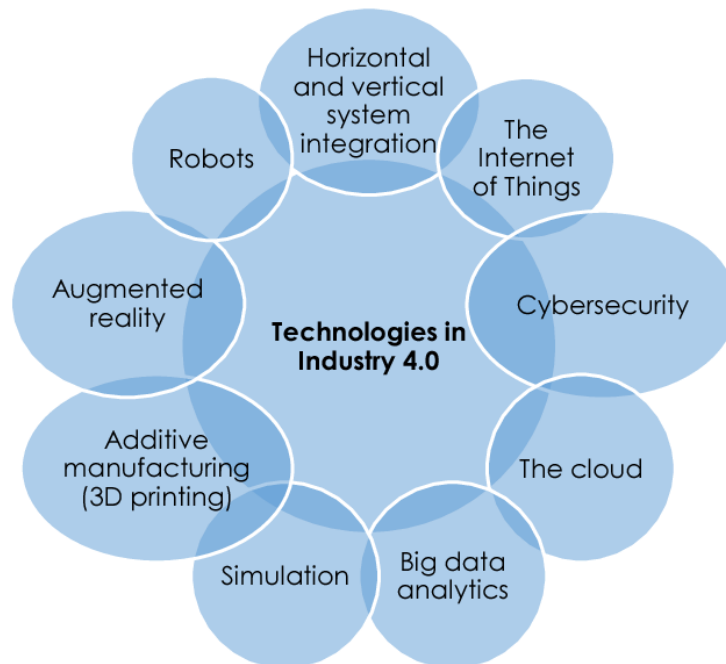 Horizontal
and vertical
system
integration
The
Internet
of Things
Cybersecurity
The cloud
Big data
analytics
Simulation
Additive
manufacturing
(3D printing)
Augmented
reality
Robots
Technologies in
Industry 4.0